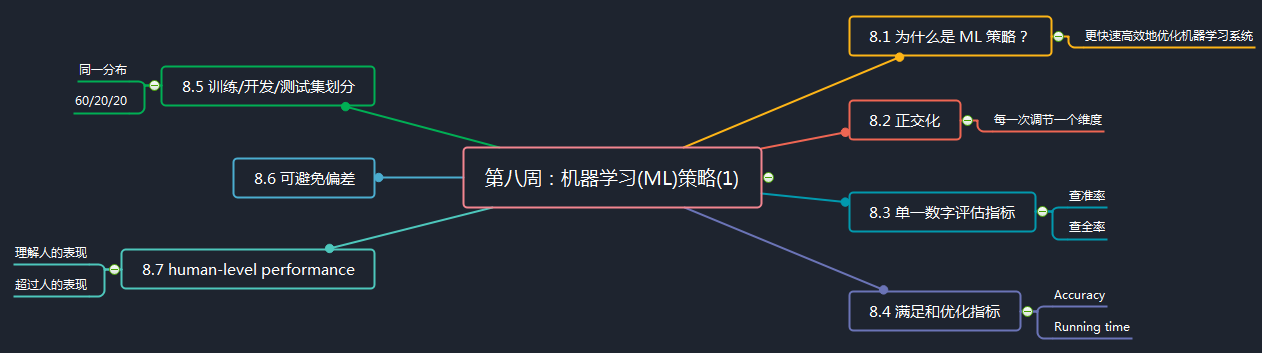 第八周：机器学习(ML)策略(1)
8.1 为什么是 ML 策略？
更快速高效地优化机器学习系统
8.2 正交化
每一次调节一个维度
8.3 单一数字评估指标
查准率
查全率
8.4 满足和优化指标
Accuracy
Running time
8.5 训练/开发/测试集划分
同一分布
60/20/20
8.6 可避免偏差
8.7 human-level performance
理解人的表现
超过人的表现